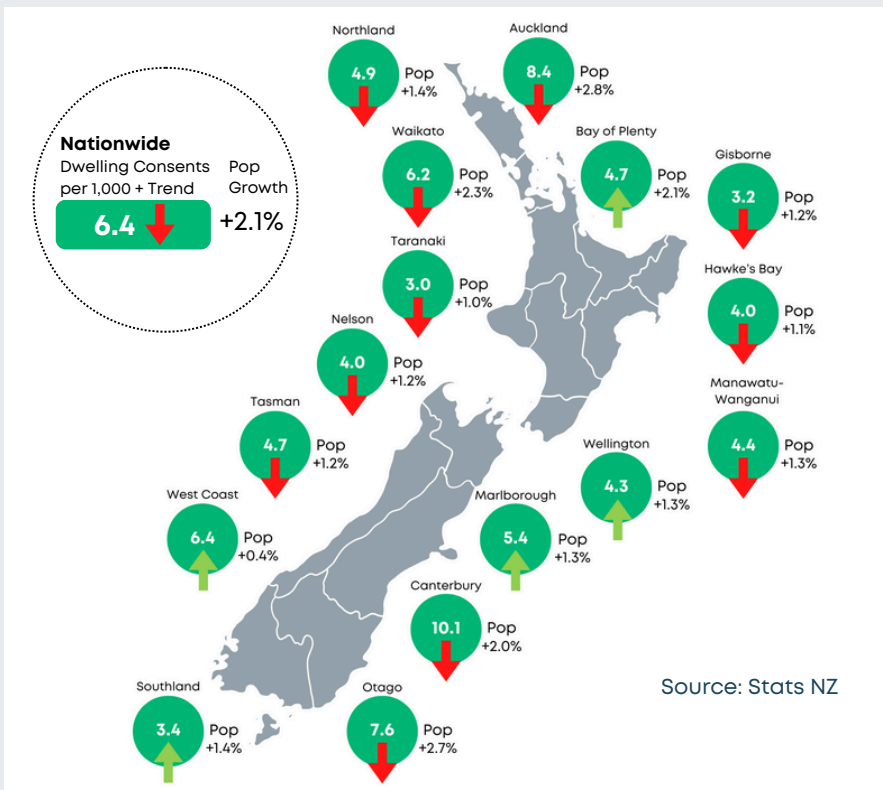 Northland
4.9
Pop
+1.4%
Auckland
8.4
Pop
+2.8%
Nationwide
Dwelling Consents
per 1,000 + Trend
Pop
Growth
6.4
+2.1%
Waikato
6.2
Pop
+2.3%
Bay of Plenty
4.7
Pop
+2.1%
Gisborne
3.2
Pop
+1.2%
Taranaki
3.0
Pop
+1.0%
Hawke's Bay
4.0
Pop
+1.1%
Nelson
4.0
Pop
+1.2%
Manawatu-
Wanganui
4.4
Pop
+1.3%
Tasman
4.7
Pop
+1.2%
Wellington
4.3
Pop
+1.3%
West Coast
6.4
Pop
+0.4%
Marlborough
5.4
Pop
+1.3%
Canterbury
10.1
Pop
+2.0%
Source: Stats NZ
Southland
3.4
Pop
+1.4%
Otago
7.6
Pop
+2.7%